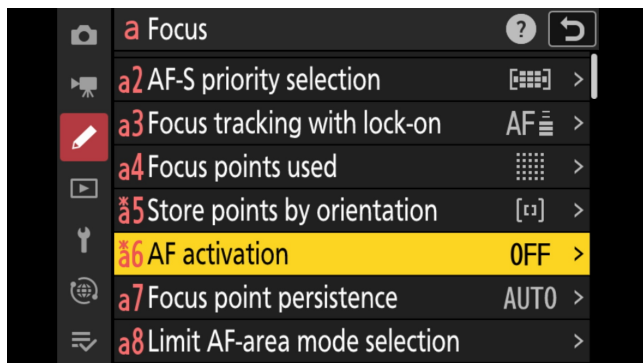 a Focus ?
a2 AF-S priority selection
a3 Focus tracking with lock-on AF
a4 Focus points used
*a5 Store points by orientation
*a6 AF activation OFF
a7 Focus point persistence AUTO
a8 Limit AF-area mode selection